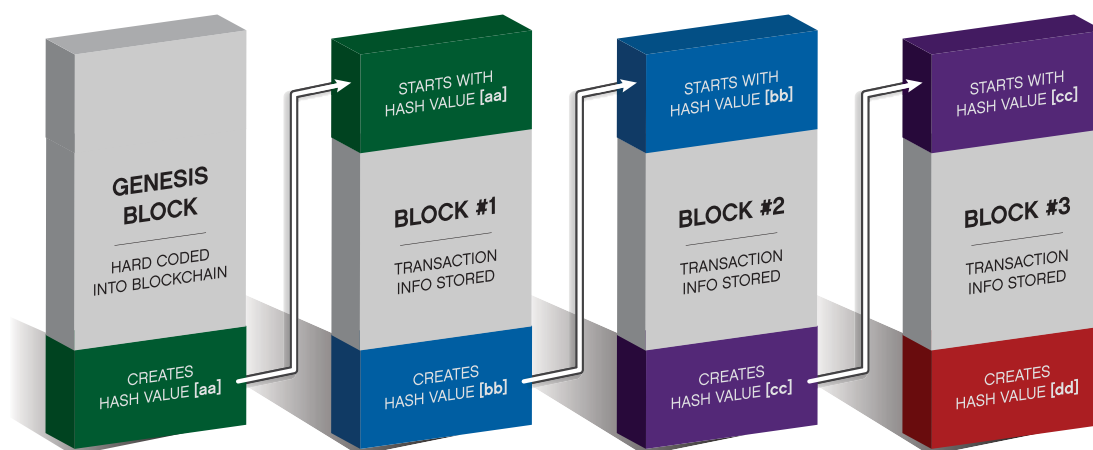 GENESIS
BLOCK
HARD CODED
INTO BLOCKCHAIN
CREATES
HASH VALUE [aa]
STARTS WITH
HASH VALUE [aa]
BLOCK #1
TRANSACTION
INFO STORED
CREATES
HASH VALUE [bb]
STARTS WITH
HASH VALUE [bb]
BLOCK #2
TRANSACTION
INFO STORED
CREATES
HASH VALUE [cc]
STARTS WITH
HASH VALUE [cc]
BLOCK #3
TRANSACTION
INFO STORED
CREATES
HASH VALUE [dd]